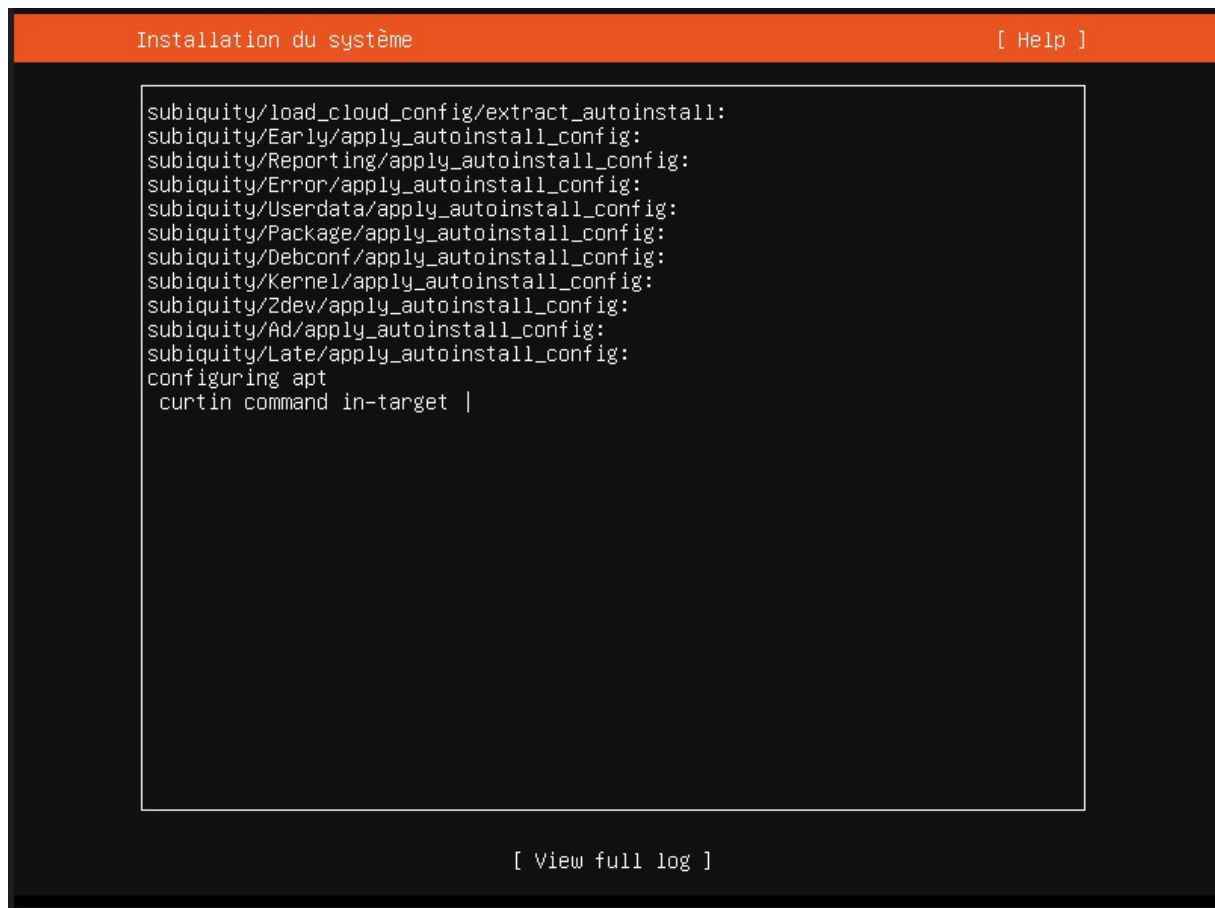 Installation du système [ Help ]
subiquity/load_cloud_config/extract_autoinstall:
subiquity/Early/apply_autoinstall_config:
subiquity/Reporting/apply_autoinstall_config:
subiquity/Error/apply_autoinstall_config:
subiquity/Userdata/apply_autoinstall_config:
subiquity/Package/apply_autoinstall_config:
subiquity/Debconf/apply_autoinstall_config:
subiquity/Kernel/apply_autoinstall_config:
subiquity/Zdev/apply_autoinstall_config:
subiquity/Ad/apply_autoinstall_config:
subiquity/Late/apply_autoinstall_config:
configuring apt
 curtin command in-target |
[ View full log ]